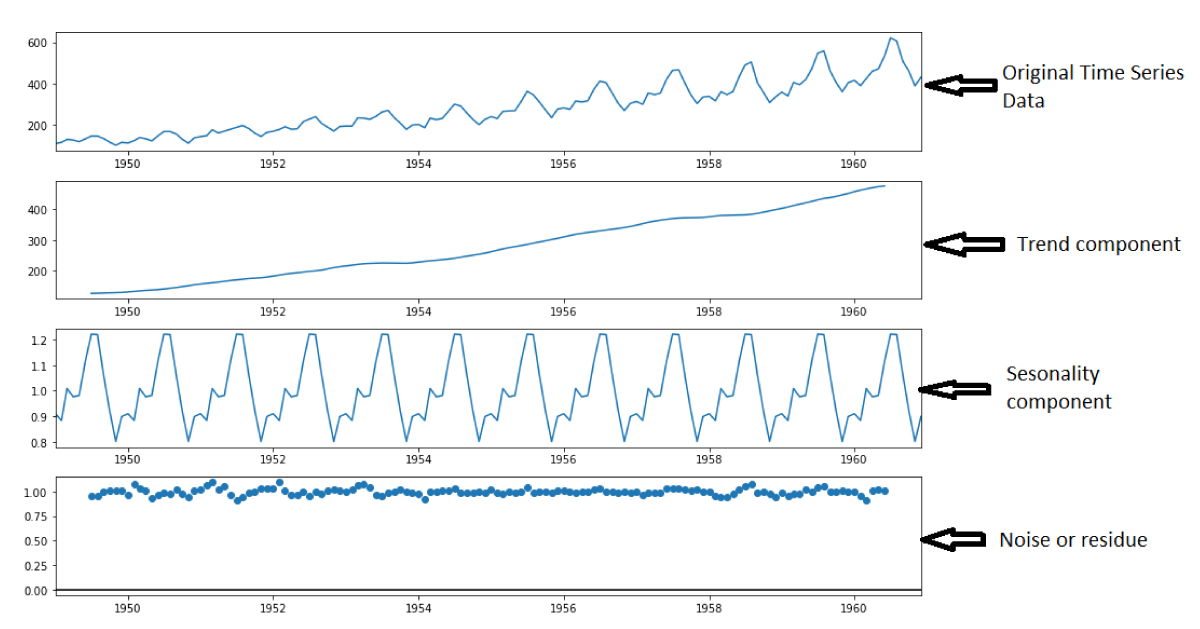 600
400
200
1950 1952 1954 1956 1958 1960
Original Time Series
Data
400
300
200
1950 1952 1954 1956 1958 1960
Trend component
1.2
1.1
1.0
0.9
0.8
1950 1952 1954 1956 1958 1960
Sesonality
component
1.00
0.75
0.50
0.25
0.00
1950 1952 1954 1956 1958 1960
Noise or residue